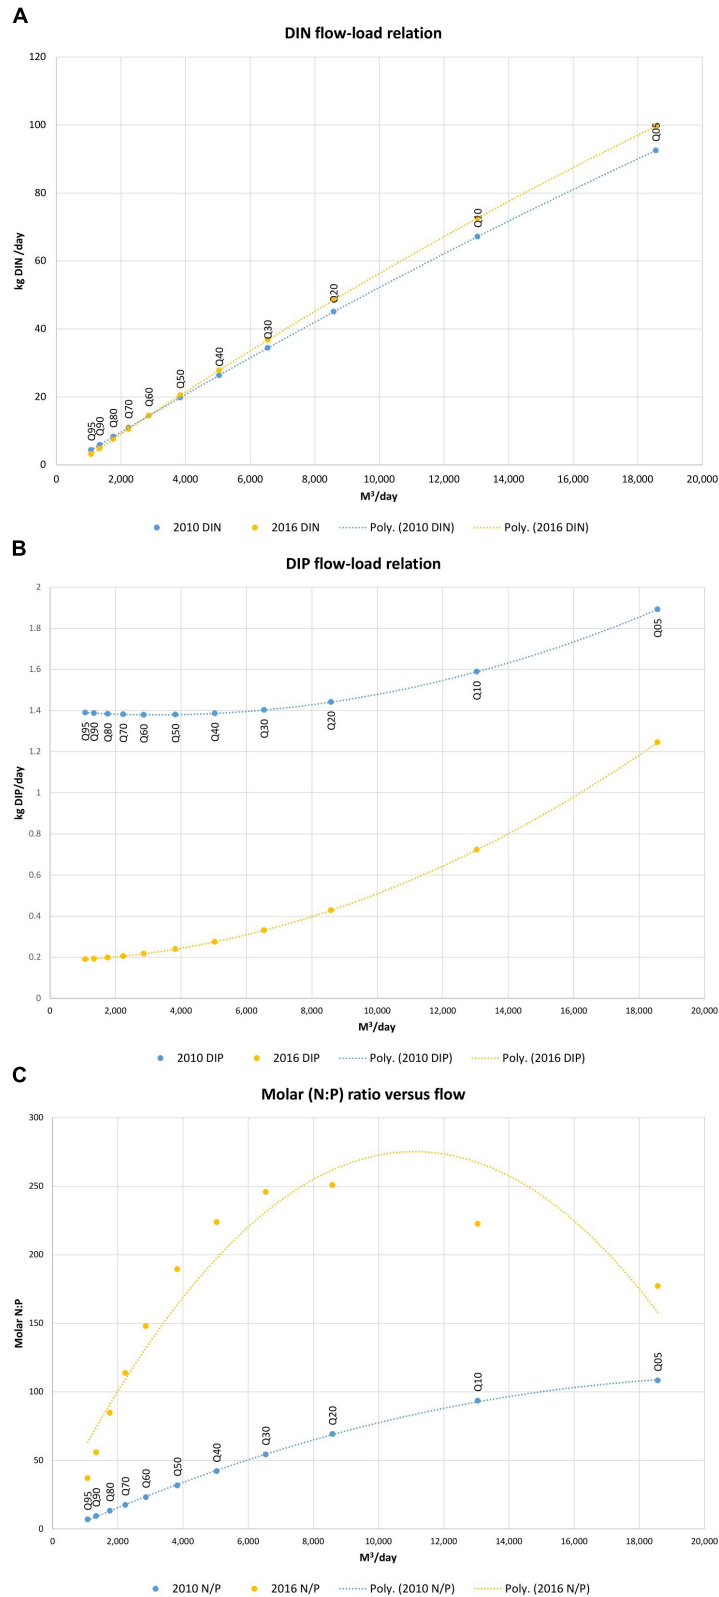 A
DIN flow-load relation
120
100
80
60
40
20
0
kg DIN /day
Q95
Q90
Q80
Q70
Q60
Q50
Q40
Q30
Q20
Q10
Q05
0 2,000 4,000 6,000 8,000 10,000 12,000 14,000 16,000 18,000 20,000
M³/day
2010 DIN 2016 DIN Poly. (2010 DIN) Poly. (2016 DIN)
B
DIP flow-load relation
2
1.8
1.6
1.4
1.2
1
0.8
0.6
0.4
0.2
0
kg DIP/day
Q95
Q90
Q80
Q70
Q60
Q50
Q40
Q30
Q20
Q10
Q05
0 2,000 4,000 6,000 8,000 10,000 12,000 14,000 16,000 18,000 20,000
M³/day
2010 DIP 2016 DIP Poly. (2010 DIP) Poly. (2016 DIP)
C
Molar (N:P) ratio versus flow
300
250
200
150
100
50
0
Molar N:P
Q95
Q90
Q80
Q70
Q60
Q50
Q40
Q30
Q20
Q10
Q05
0 2,000 4,000 6,000 8,000 10,000 12,000 14,000 16,000 18,000 20,000
M³/day
2010 N/P 2016 N/P Poly. (2010 N/P) Poly. (2016 N/P)